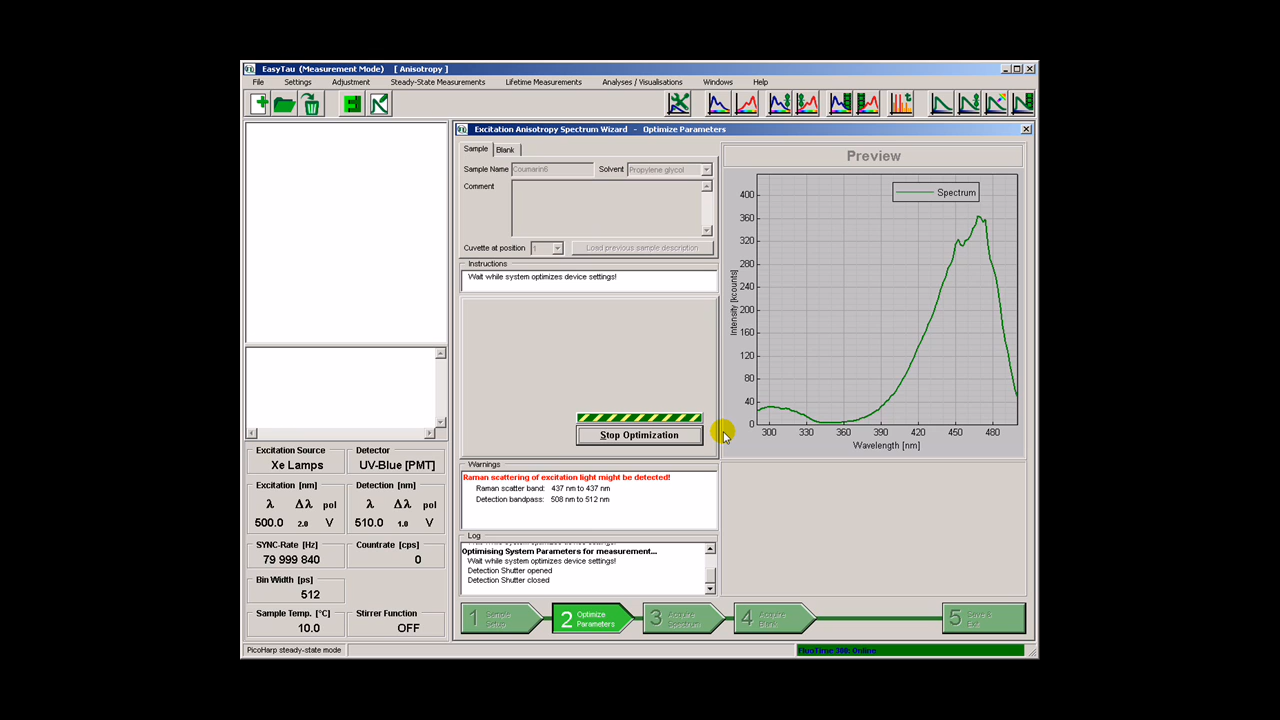 EasyTau (Measurement Mode) [ Anisotropy ]
File Settings Adjustment Steady-State Measurements Lifetime Measurements Analyses / Visualisations Windows Help
Excitation Anisotropy Spectrum Wizard - Optimize Parameters
Sample Blank
Sample Name Coumarin6 Solvent Propylene glycol
Comment
Cuvette at position 1 Load previous sample description
Instructions
Wait while system optimizes device settings!
Stop Optimization
Warnings
Raman scattering of excitation light might be detected!
Raman scatter band: 437 nm to 437 nm
Detection bandpass: 508 nm to 512 nm
Log
Optimising System Parameters for measurement...
Wait while system optimizes device settings!
Detection Shutter opened
Detection Shutter closed
Preview
Spectrum
Intensity [kcounts]
400
360
320
280
240
200
160
120
80
40
0
300 330 360 390 420 450 480
Wavelength [nm]
Excitation Source
Xe Lamps
Detector
UV-Blue [PMT]
Excitation [nm]
λ Δλ pol
500.0 2.0 V
Detection [nm]
λ Δλ pol
510.0 1.0 V
SYNC-Rate [Hz]
79 999 840
Countrate [cps]
0
Bin Width [ps]
512
Sample Temp. [°C]
10.0
Stirrer Function
OFF
1 Sample Setup
2 Optimize Parameters
3 Acquire Spectrum
4 Acquire Blank
5 Save & Exit
PicoHarp steady-state mode
FluoTime 300: Online